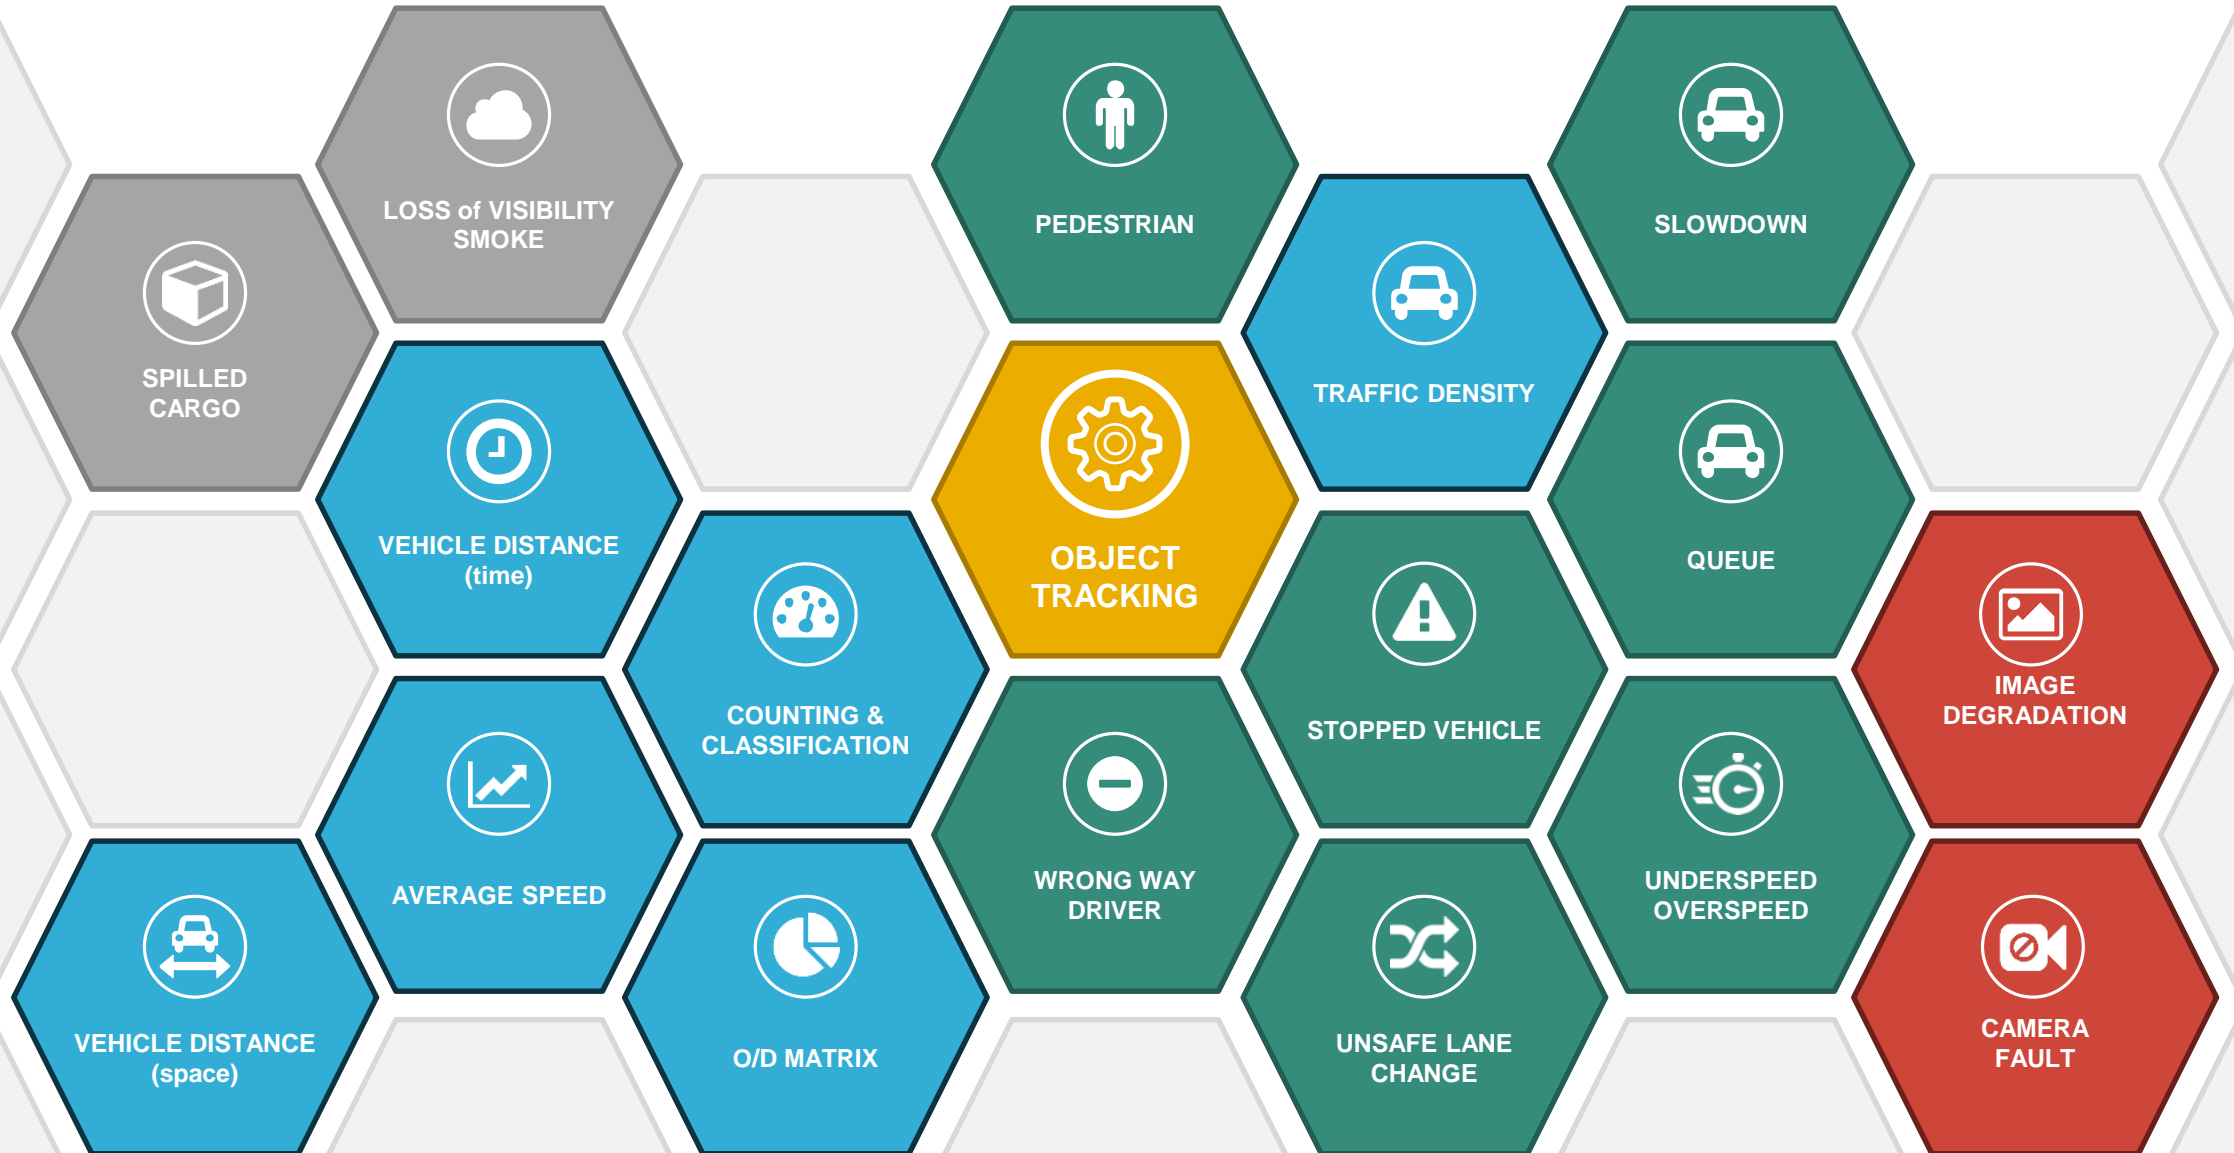 LOSS of VISIBILITY
SMOKE
PEDESTRIAN
SLOWDOWN
SPILLED
CARGO
TRAFFIC DENSITY
VEHICLE DISTANCE
(time)
OBJECT
TRACKING
QUEUE
COUNTING &
CLASSIFICATION
STOPPED VEHICLE
IMAGE
DEGRADATION
AVERAGE SPEED
WRONG WAY
DRIVER
UNDERSPEED
OVERSPEED
VEHICLE DISTANCE
(space)
O/D MATRIX
UNSAFE LANE
CHANGE
CAMERA
FAULT